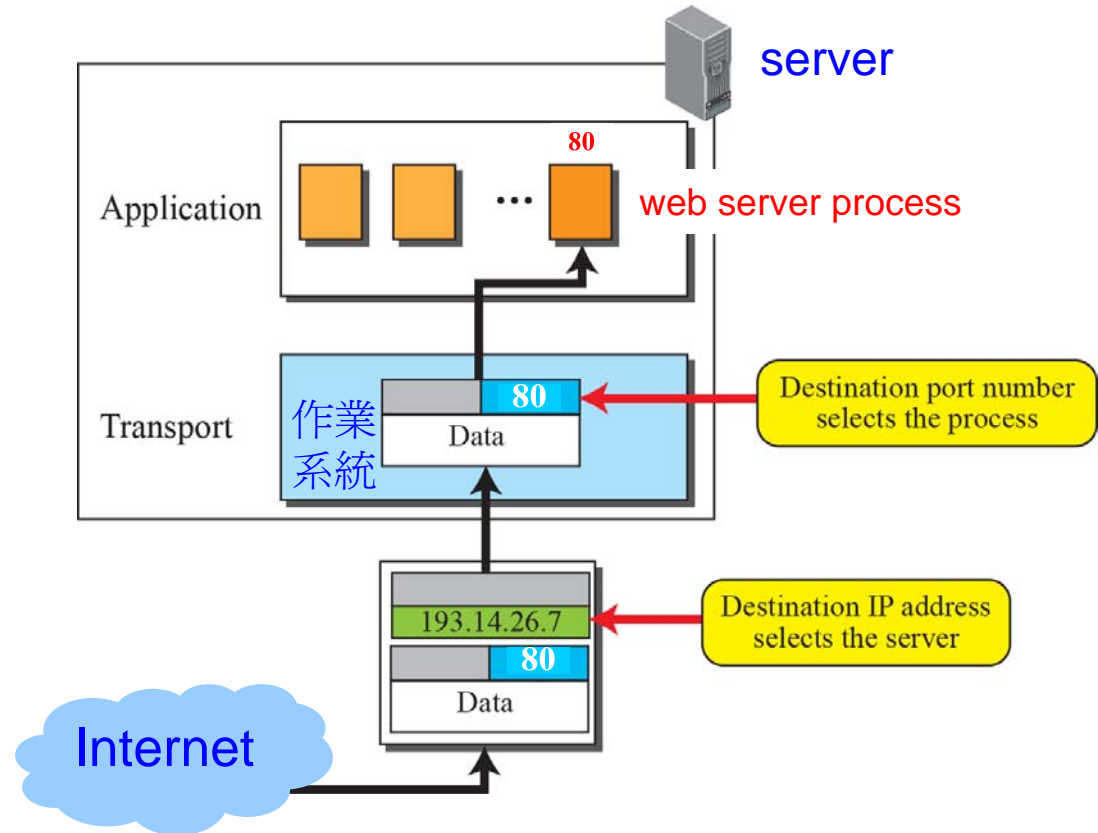 server
80
Application
...
web server process
Transport
作業
系統
80
Data
Destination port number
selects the process
193.14.26.7
80
Data
Destination IP address
selects the server
Internet